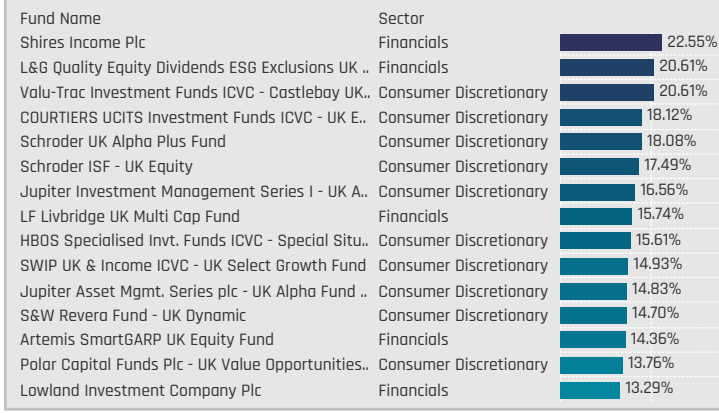 Fund Name Sector
Shires Income Plc Financials 22.55%
L&G Quality Equity Dividends ESG Exclusions UK .. Financials 20.61%
Valu-Trac Investment Funds ICVC - Castlebay UK.. Consumer Discretionary 20.61%
COURTIERS UCITS Investment Funds ICVC - UK E.. Consumer Discretionary 18.12%
Schroder UK Alpha Plus Fund Consumer Discretionary 18.08%
Schroder ISF - UK Equity Consumer Discretionary 17.49%
Jupiter Investment Management Series I - UK A.. Consumer Discretionary 16.56%
LF Livbridge UK Multi Cap Fund Financials 15.74%
HBOS Specialised Invt. Funds ICVC - Special Situ.. Consumer Discretionary 15.61%
SWIP UK & Income ICVC - UK Select Growth Fund Consumer Discretionary 14.93%
Jupiter Asset Mgmt. Series plc - UK Alpha Fund .. Consumer Discretionary 14.83%
S&W Revera Fund - UK Dynamic Consumer Discretionary 14.70%
Artemis SmartGARP UK Equity Fund Financials 14.36%
Polar Capital Funds Plc - UK Value Opportunities.. Consumer Discretionary 13.76%
Lowland Investment Company Plc Financials 13.29%